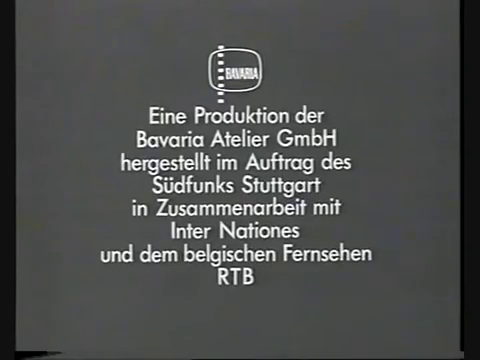 BAVARIA
Eine Produktion der
Bavaria Atelier GmbH
hergestellt im Auftrag des
Südfunks Stuttgart
in Zusammenarbeit mit
Inter Nationes
und dem belgischen Fernsehen
RTB